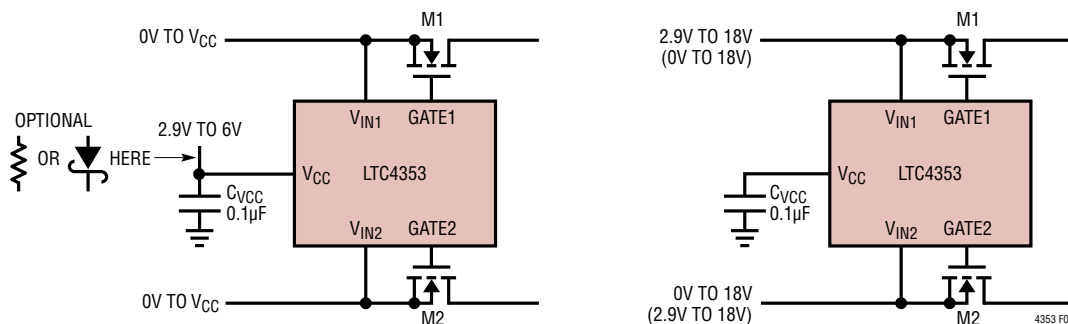 M1
0V TO VCC
VIN1 GATE1
OPTIONAL
OR HERE
2.9V TO 6V
VCC LTC4353
CVCC
0.1µF
VIN2 GATE2
0V TO VCC
M2
M1
2.9V TO 18V
(0V TO 18V)
VIN1 GATE1
VCC LTC4353
CVCC
0.1µF
VIN2 GATE2
0V TO 18V
(2.9V TO 18V)
M2
4353 F0